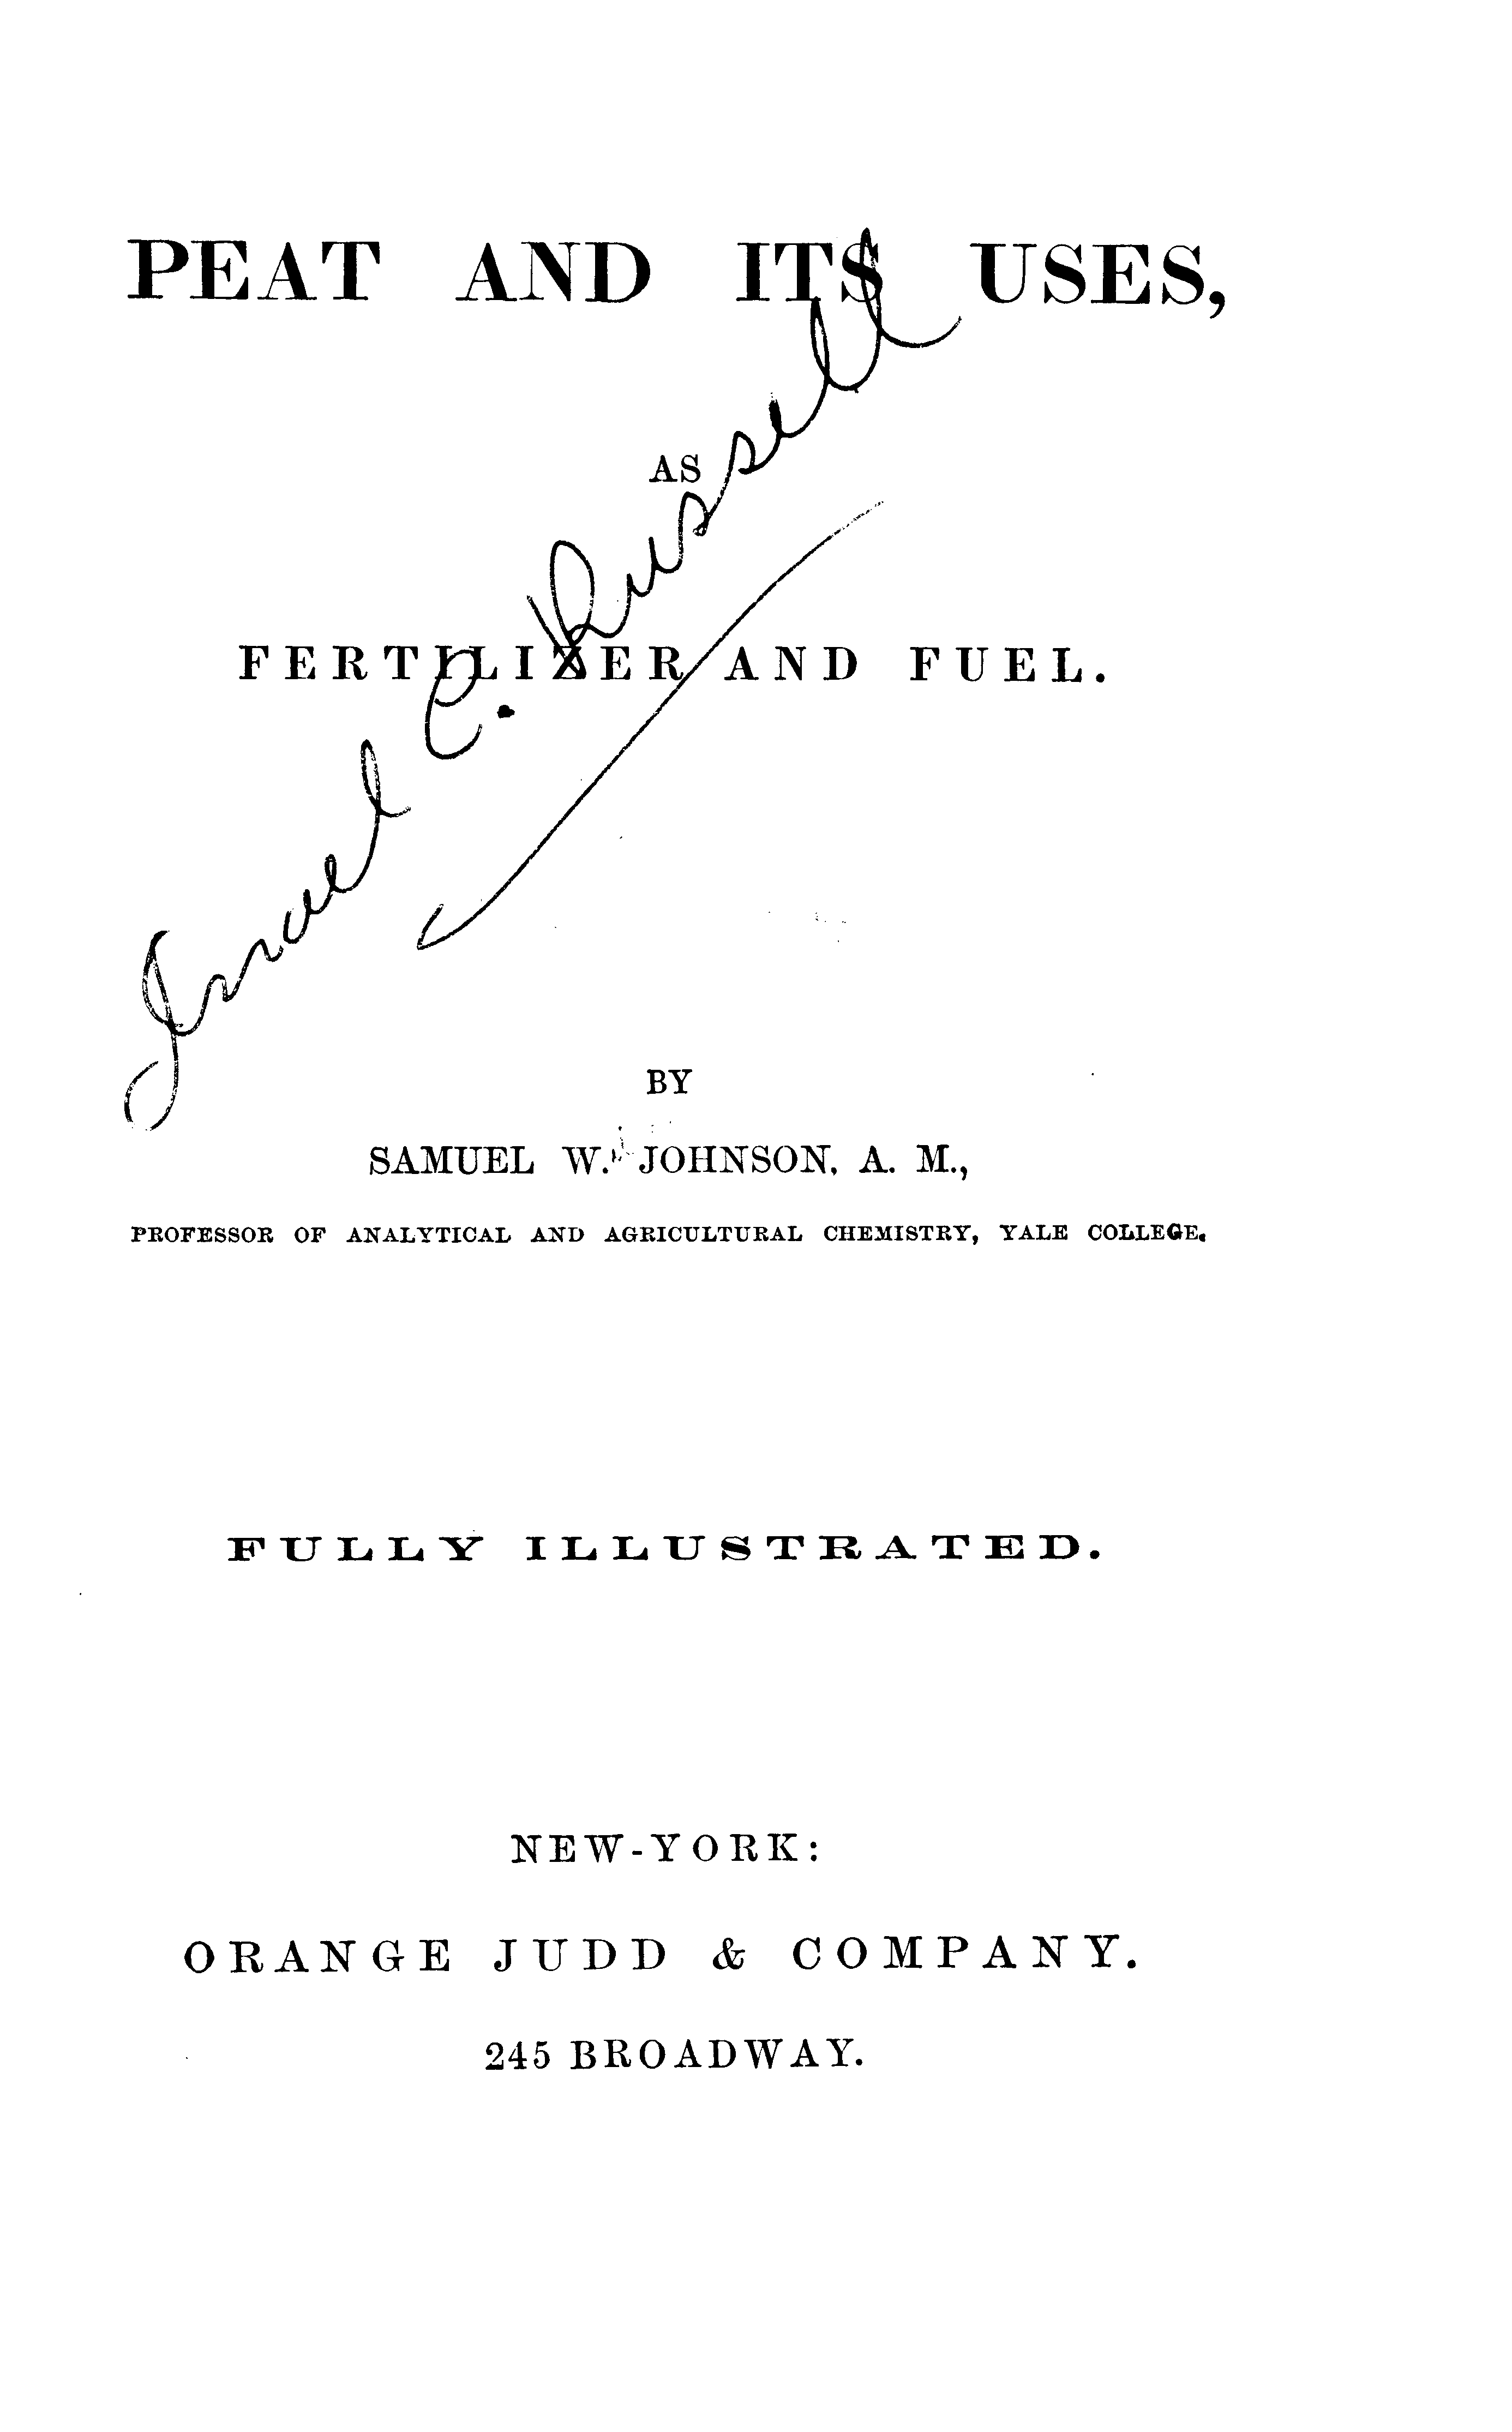 PEAT AND ITS USES,
AS
FERTILIZER AND FUEL.
Israel C. Russell
BY
SAMUEL W. JOHNSON, A. M.,
PROFESSOR OF ANALYTICAL AND AGRICULTURAL CHEMISTRY, YALE COLLEGE.
FULLY ILLUSTRATED.
NEW-YORK:
ORANGE JUDD & COMPANY.
245 BROADWAY.